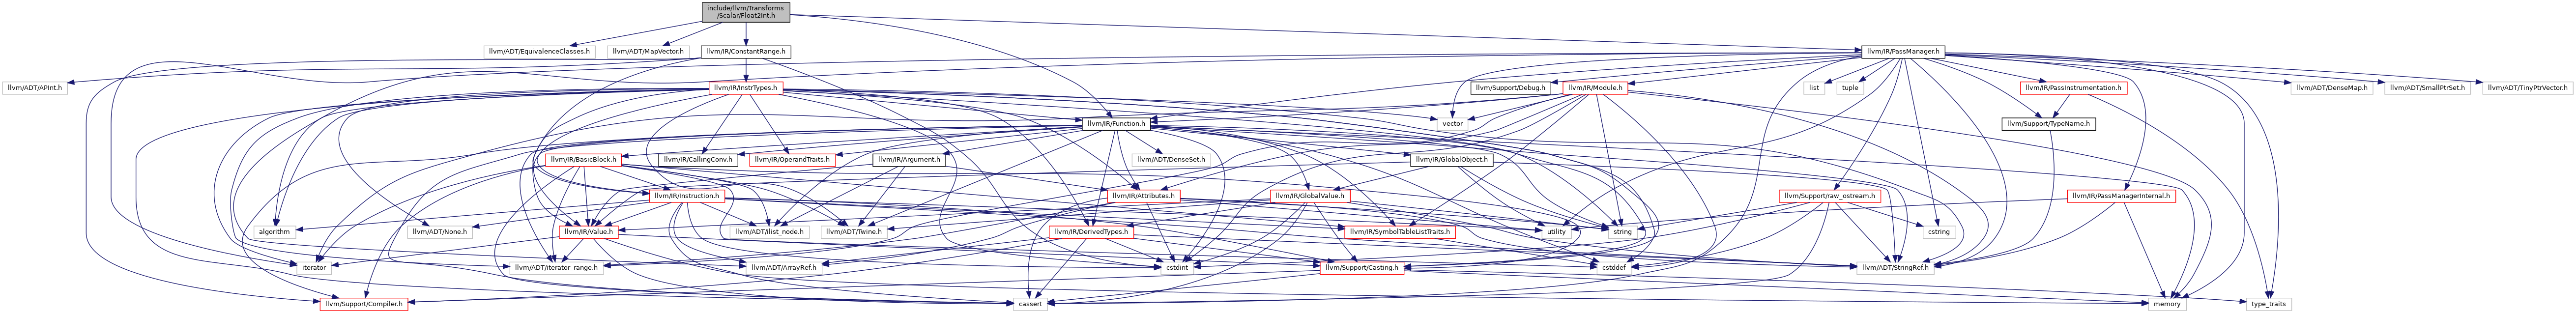 include/llvm/Transforms
/Scalar/Float2Int.h
llvm/ADT/EquivalenceClasses.h
llvm/ADT/MapVector.h
llvm/IR/ConstantRange.h
llvm/IR/PassManager.h
llvm/ADT/APInt.h
llvm/IR/InstrTypes.h
llvm/Support/Debug.h
llvm/IR/Module.h
list
tuple
llvm/IR/PassInstrumentation.h
llvm/ADT/DenseMap.h
llvm/ADT/SmallPtrSet.h
llvm/ADT/TinyPtrVector.h
llvm/IR/Function.h
vector
llvm/Support/TypeName.h
llvm/IR/BasicBlock.h
llvm/IR/CallingConv.h
llvm/IR/OperandTraits.h
llvm/IR/Argument.h
llvm/ADT/DenseSet.h
llvm/IR/GlobalObject.h
llvm/IR/Instruction.h
llvm/IR/Attributes.h
llvm/IR/GlobalValue.h
llvm/Support/raw_ostream.h
llvm/IR/PassManagerInternal.h
algorithm
llvm/ADT/None.h
llvm/IR/Value.h
llvm/ADT/ilist_node.h
llvm/ADT/Twine.h
llvm/IR/DerivedTypes.h
llvm/IR/SymbolTableListTraits.h
utility
string
cstring
iterator
llvm/ADT/iterator_range.h
llvm/ADT/ArrayRef.h
cstdint
llvm/Support/Casting.h
cstddef
llvm/ADT/StringRef.h
llvm/Support/Compiler.h
cassert
memory
type_traits